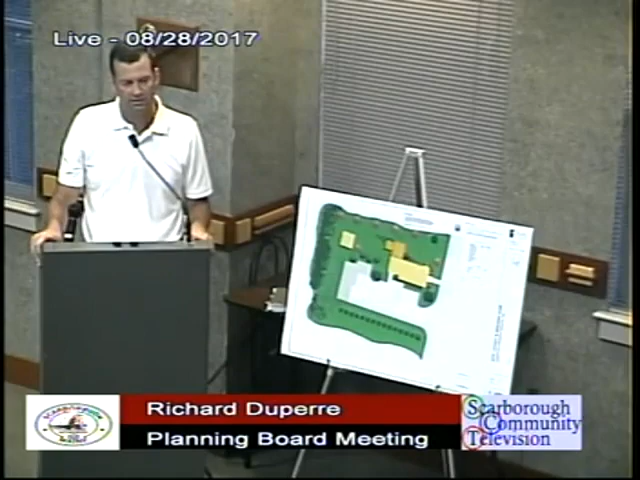 Live - 08/28/2017
Richard Duperre
Planning Board Meeting
Scarborough
Community
Television